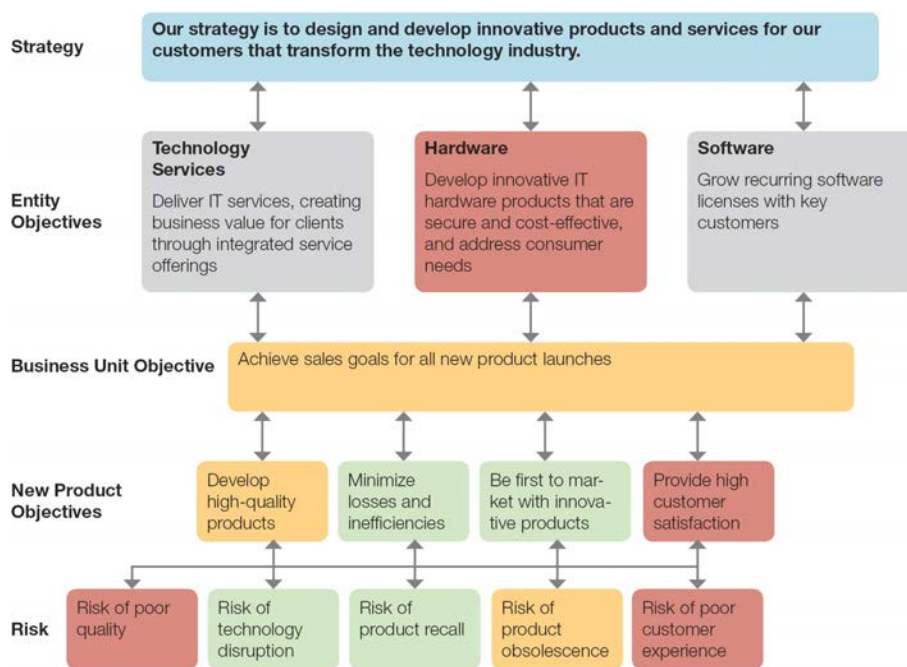 Strategy
Our strategy is to design and develop innovative products and services for our
customers that transform the technology industry.
Entity
Objectives
Technology
Services
Deliver IT services, creating
business value for clients
through integrated service
offerings
Hardware
Develop innovative IT
hardware products that are
secure and cost-effective,
and address consumer
needs
Software
Grow recurring software
licenses with key
customers
Business Unit Objective
Achieve sales goals for all new product launches
New Product
Objectives
Develop
high-quality
products
Minimize
losses and
inefficiencies
Be first to mar-
ket with innova-
tive products
Provide high
customer
satisfaction
Risk
Risk of poor
quality
Risk of
technology
disruption
Risk of
product recall
Risk of
product
obsolescence
Risk of poor
customer
experience